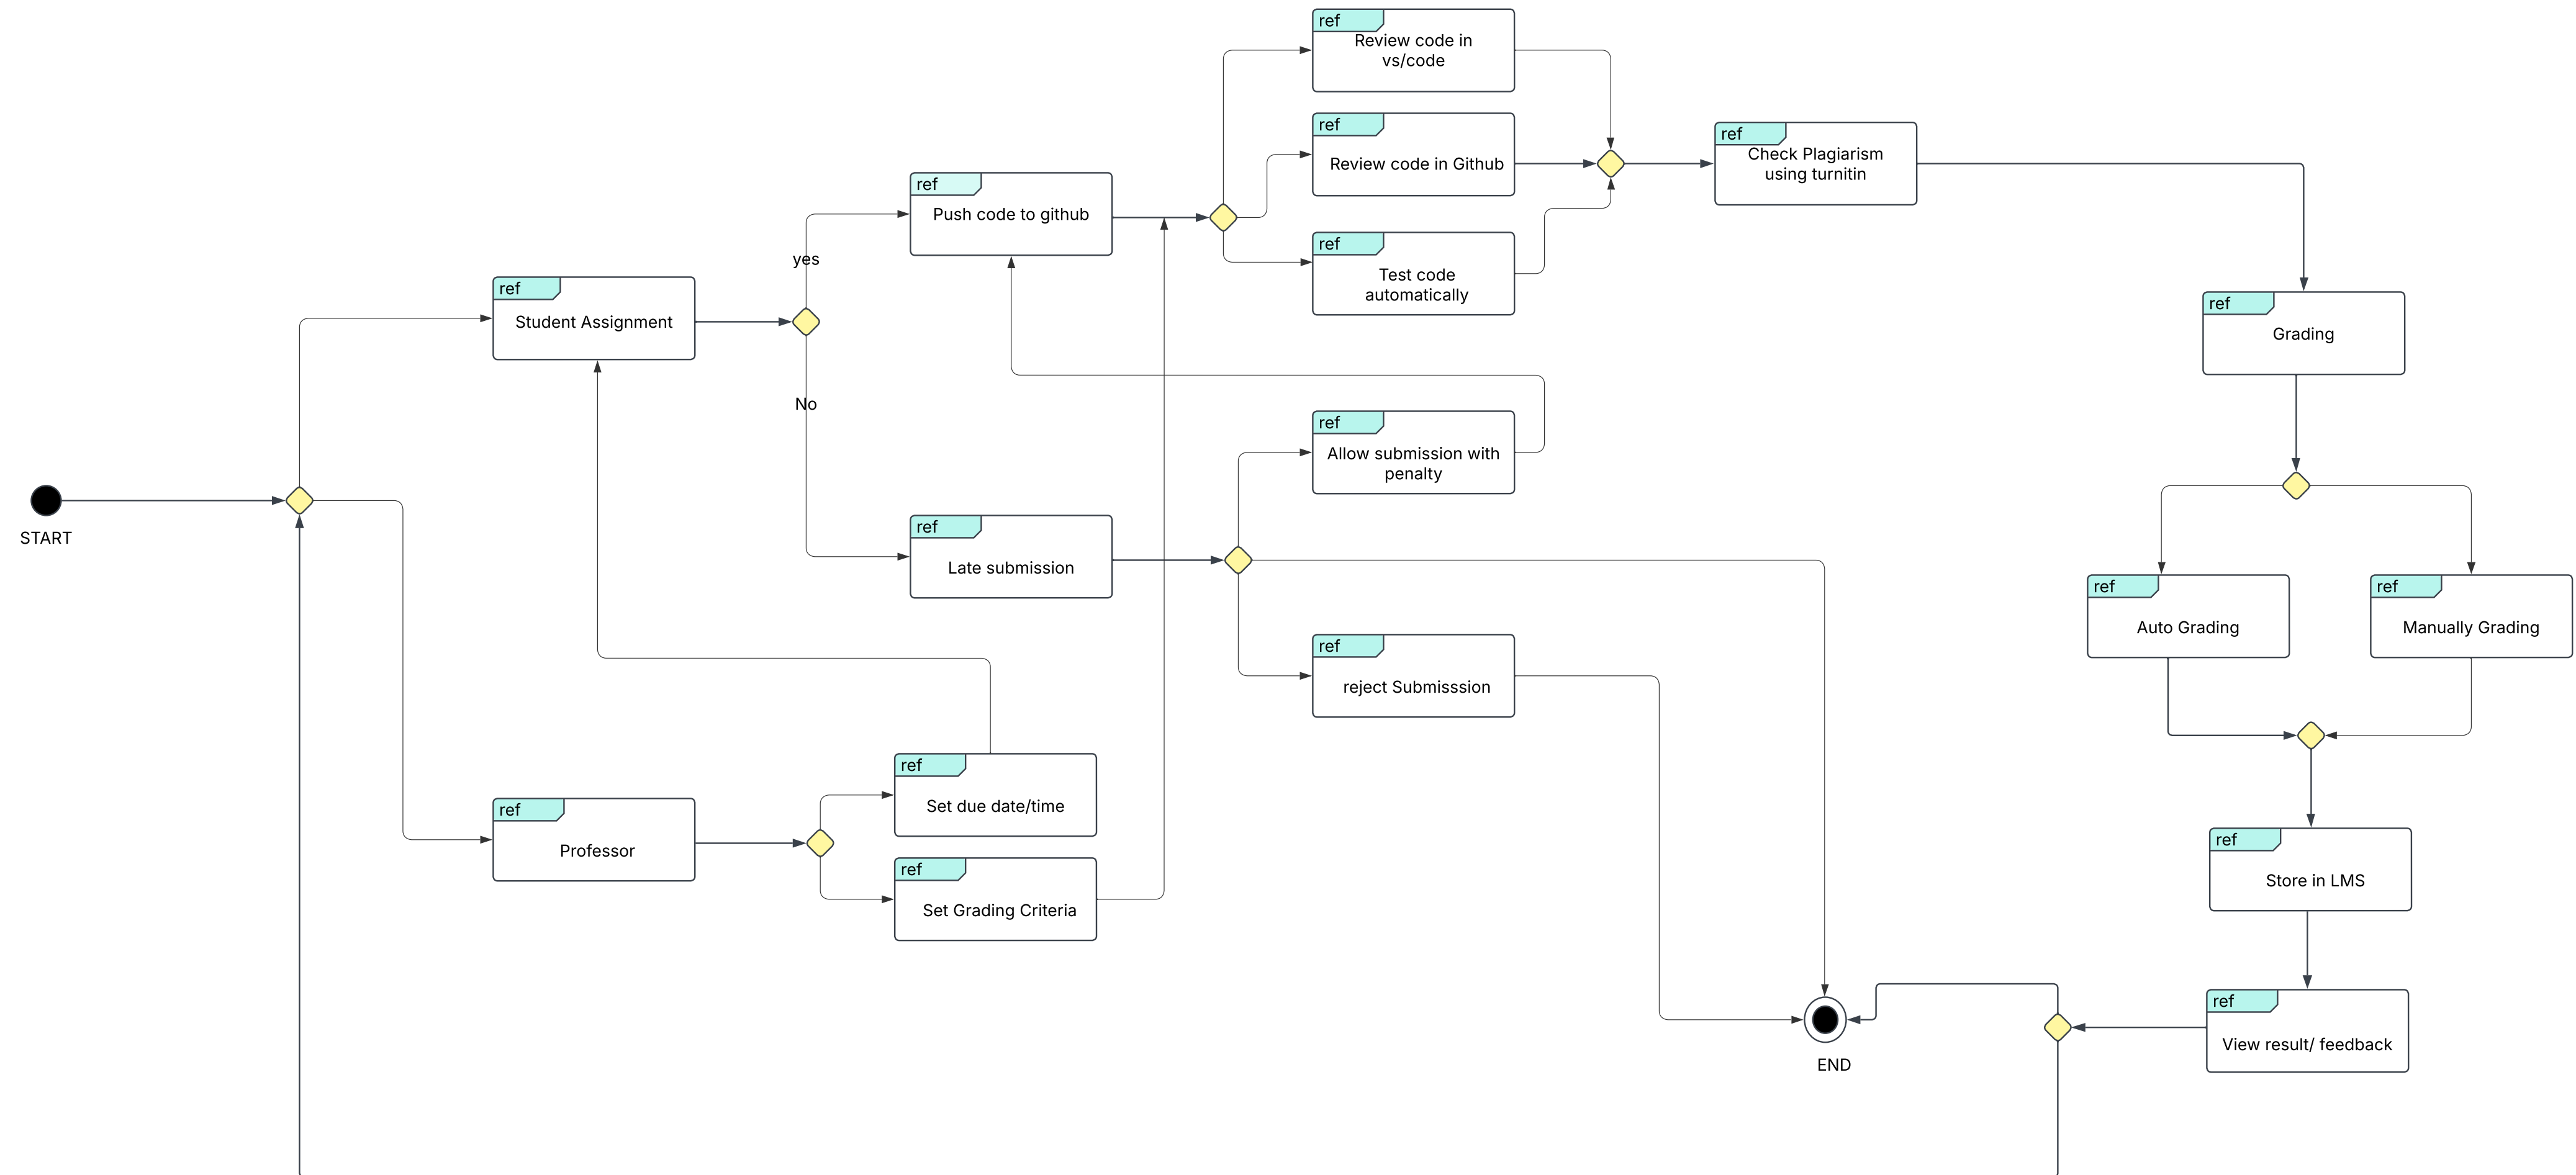 ref
Review code in
vs/code
ref
Review code in Github
ref
Check Plagiarism
using turnitin
ref
Push code to github
ref
Test code
automatically
yes
ref
Student Assignment
ref
Grading
No
ref
Allow submission with
penalty
START
ref
Late submission
ref
Auto Grading
ref
Manually Grading
ref
reject Submisssion
ref
Set due date/time
ref
Professor
ref
Set Grading Criteria
ref
Store in LMS
ref
View result/ feedback
END